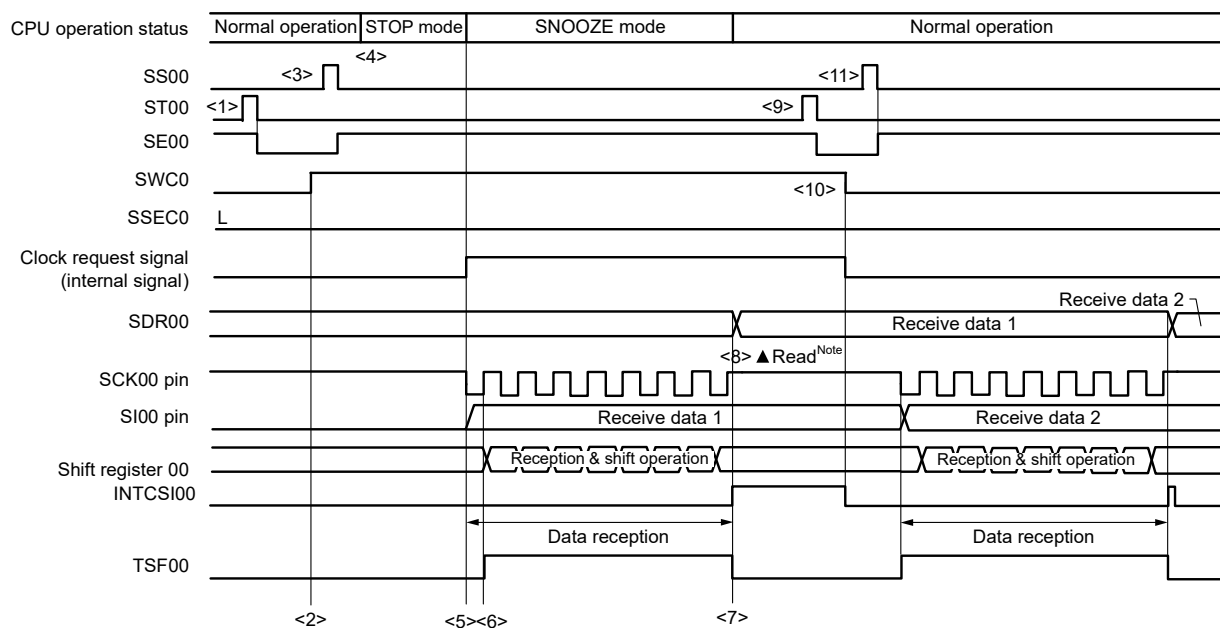 CPU operation status
Normal operation
STOP mode
SNOOZE mode
Normal operation
<4>
SS00
<3>
<11>
ST00
<1>
<9>
SE00
SWC0
<10>
SSEC0
L
Clock request signal
(internal signal)
Receive data 2
SDR00
Receive data 1
<8> ▲ Read Note
SCK00 pin
SI00 pin
Receive data 1
Receive data 2
Shift register 00
Reception & shift operation
Reception & shift operation
INTCSI00
Data reception
Data reception
TSF00
<2>
<5><6>
<7>